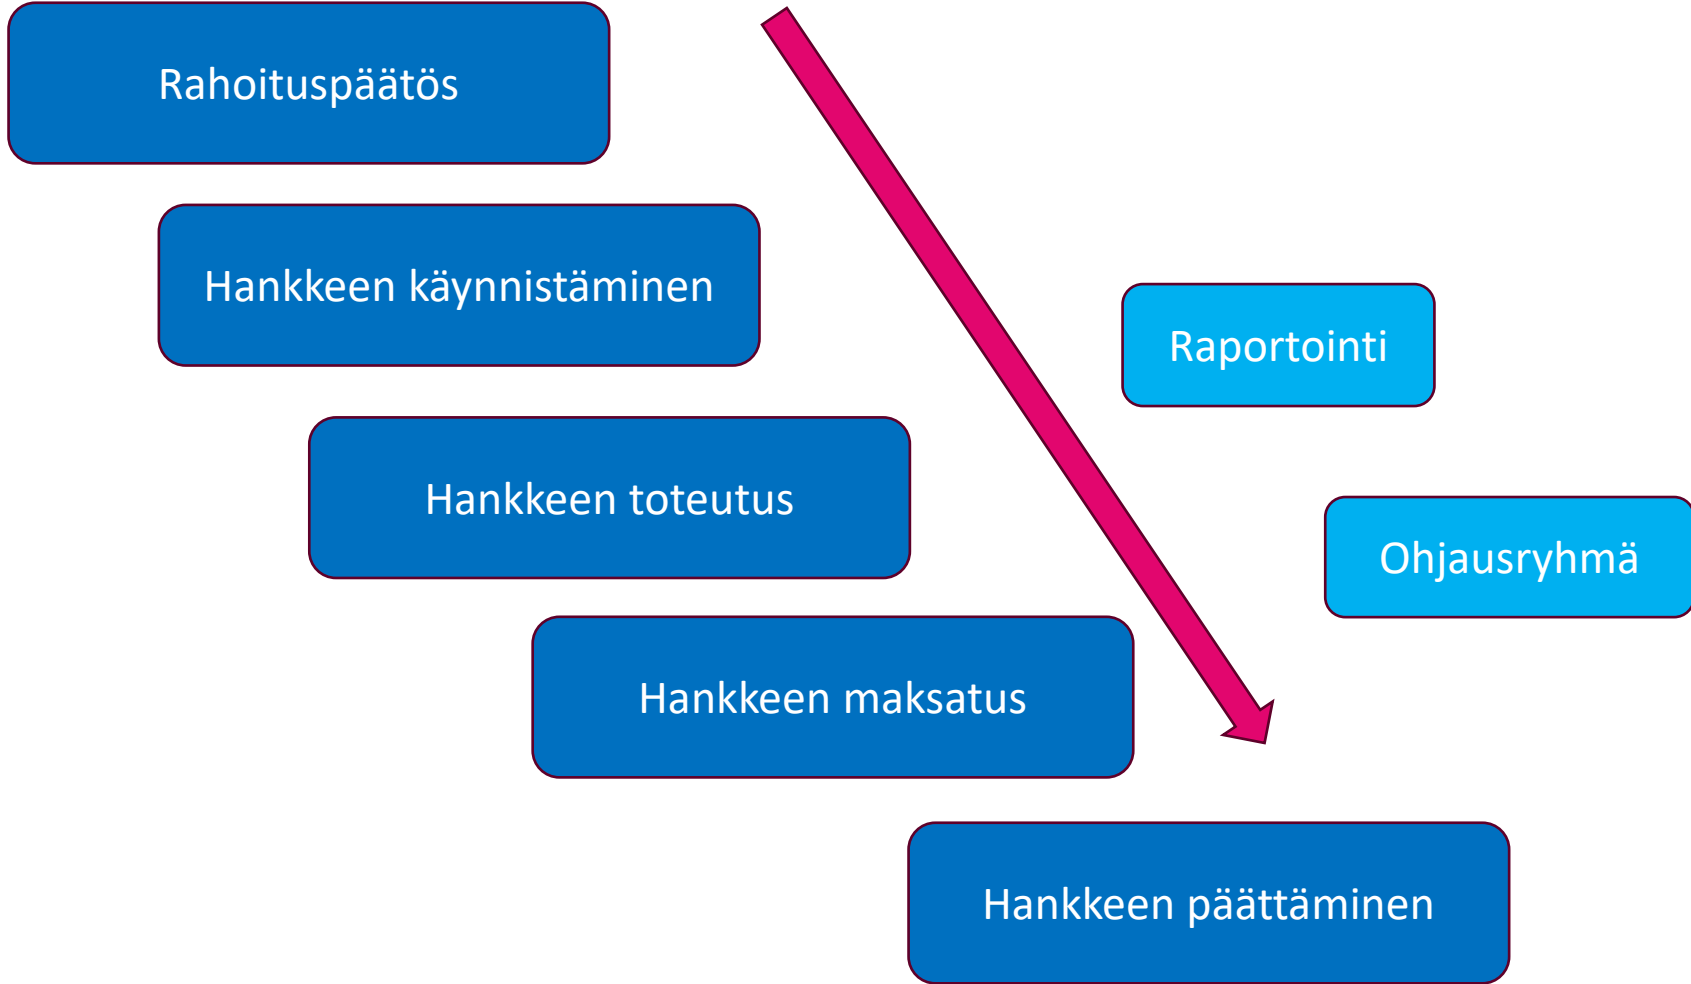 Rahoituspäätös
Hankkeen käynnistäminen
Raportointi
Hankkeen toteutus
Ohjausryhmä
Hankkeen maksatus
Hankkeen päättäminen